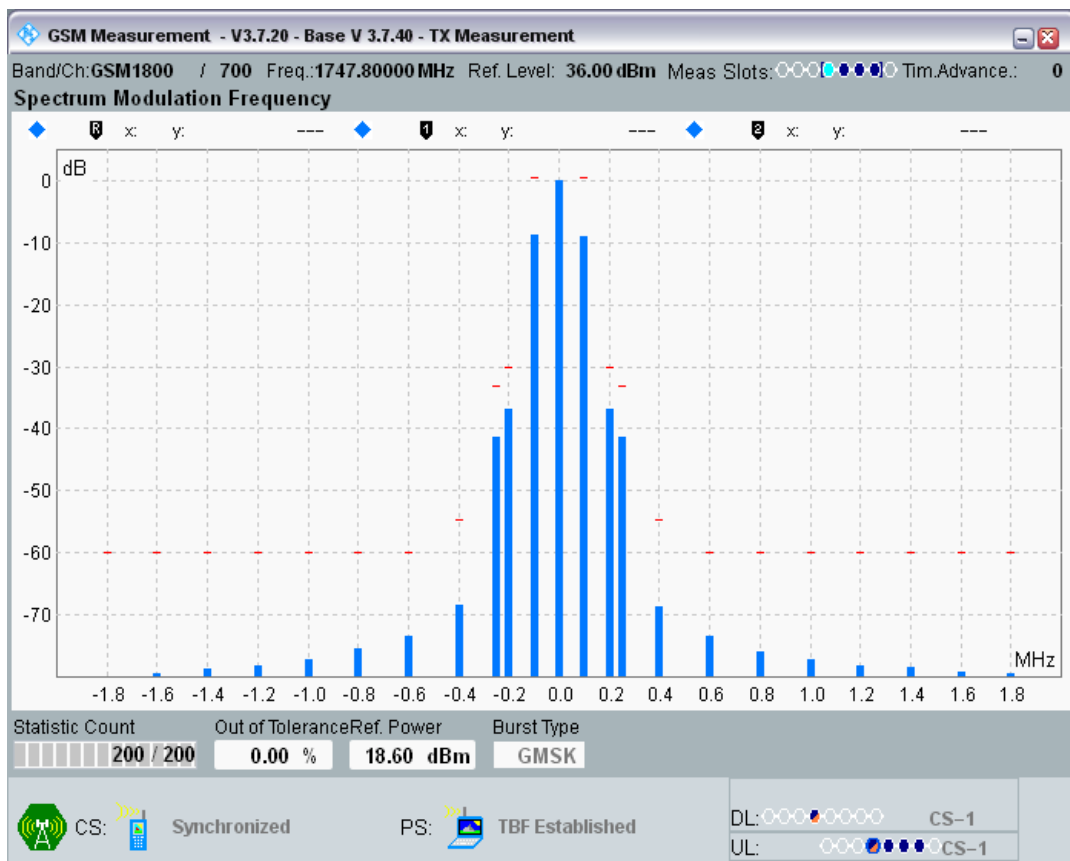 GSM Measurement - V3.7.20 - Base V 3.7.40 - TX Measurement
Band/Ch:GSM1800 / 700 Freq.:1747.80000 MHz Ref. Level: 36.00 dBm Meas Slots: Tim.Advance.: 0
Spectrum Modulation Frequency
R x: y: --- 1 x: y: --- 2 x: y: ---
dB
0
-10
-20
-30
-40
-50
-60
-70
MHz
-1.8 -1.6 -1.4 -1.2 -1.0 -0.8 -0.6 -0.4 -0.2 0.0 0.2 0.4 0.6 0.8 1.0 1.2 1.4 1.6 1.8
Statistic Count Out of Tolerance Ref. Power Burst Type
200 / 200 0.00 % 18.60 dBm GMSK
CS: Synchronized PS: TBF Established
DL: CS-1
UL: CS-1